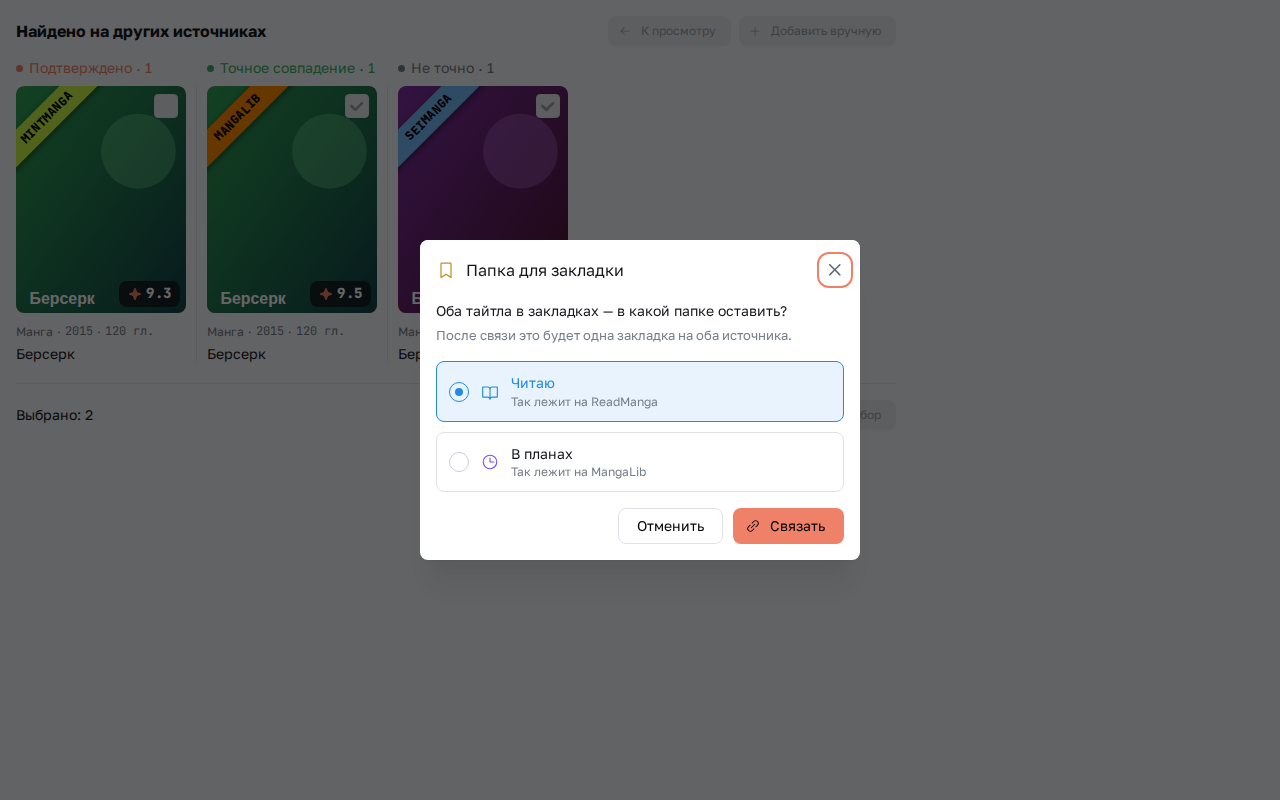 Найдено на других источниках
К просмотру
Добавить вручную
Подтверждено · 1
Точное совпадение · 1
Не точно · 1
MINTMANGA
MANGALIB
SEIMANGA
Берсерк
9.3
Берсерк
9.5
Манга · 2015 · 120 гл.
Манга · 2015 · 120 гл.
Берсерк
Берсерк
Выбрано: 2
Папка для закладки
Оба тайтла в закладках — в какой папке оставить?
После связи это будет одна закладка на оба источника.
Читаю
Так лежит на ReadManga
В планах
Так лежит на MangaLib
Отменить
Связать